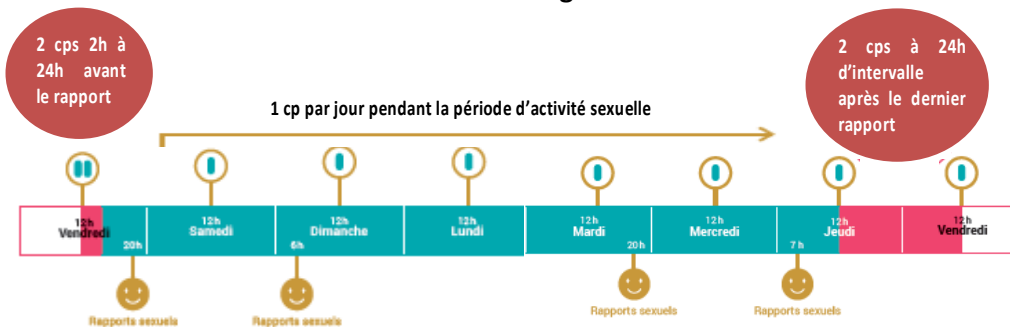 2 cps 2h à
24h avant
le rapport
2 cps à 24h
d’intervalle
après le dernier
rapport
1 cp par jour pendant la période d’activité sexuelle
12h
Vendredi
20h
12h
Samedi
12h
Dimanche
6h
12h
Lundi
12h
Mardi
20h
12h
Mercredi
12h
Jeudi
7h
12h
Vendredi
Rapports sexuels
Rapports sexuels
Rapports sexuels
Rapports sexuels